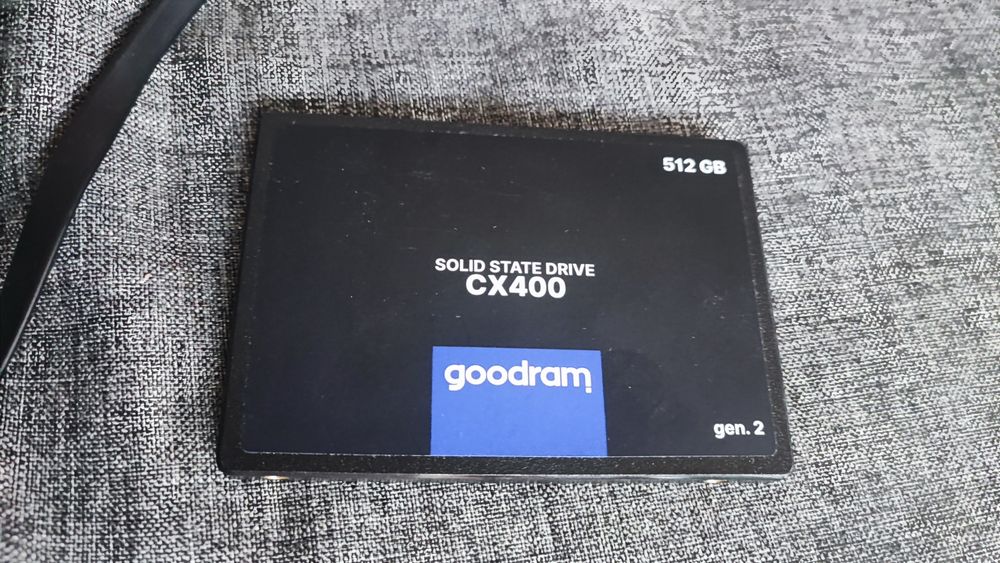 512 GB
SOLID STATE DRIVE
CX400
goodram
gen. 2